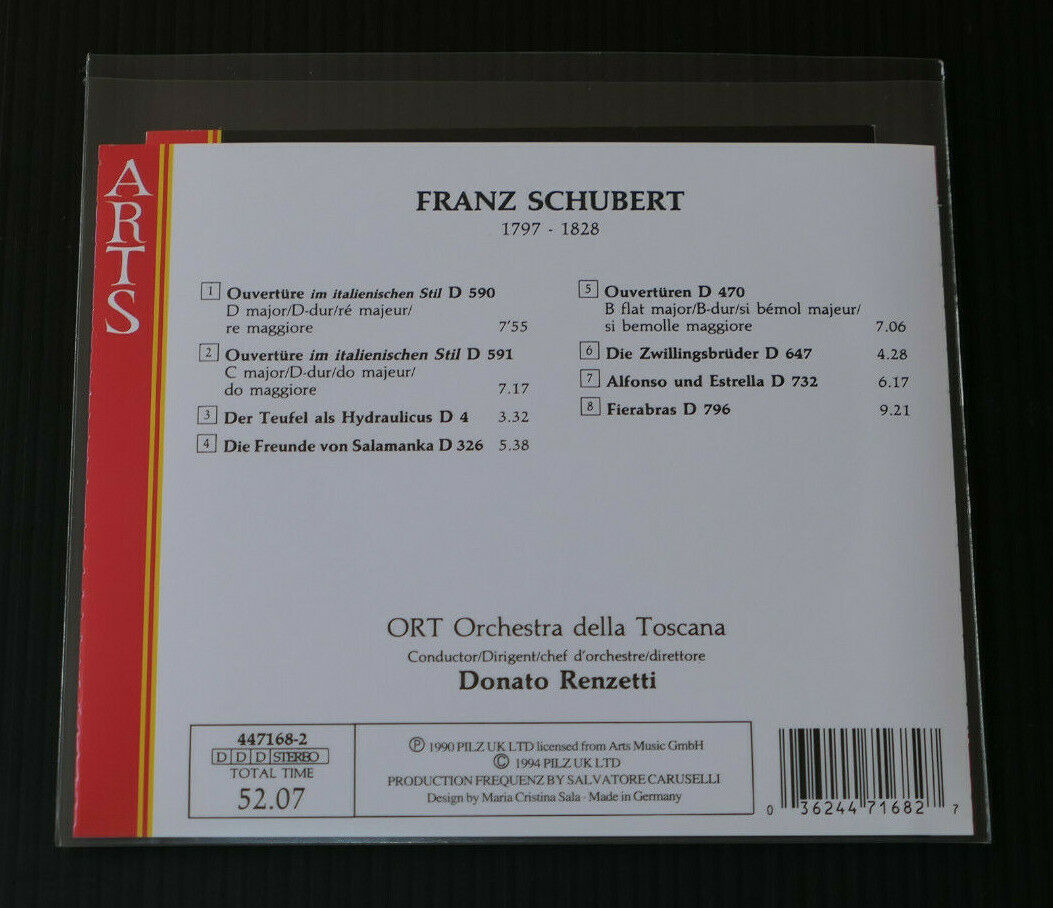 ARTS
FRANZ SCHUBERT
1797 - 1828
1 Ouvertüre im italienischen Stil D 590
D major/D-dur/ré majeur/
re maggiore 7'55
2 Ouvertüre im italienischen Stil D 591
C major/D-dur/do majeur/
do maggiore 7.17
3 Der Teufel als Hydraulicus D 4 3.32
4 Die Freunde von Salamanka D 326 5.38
5 Ouvertüren D 470
B flat major/B-dur/si bémol majeur/
si bemolle maggiore 7.06
6 Die Zwillingsbrüder D 647 4.28
7 Alfonso und Estrella D 732 6.17
8 Fierabras D 796 9.21
ORT Orchestra della Toscana
Conductor/Dirigent/chef d'orchestre/direttore
Donato Renzetti
447168-2
D D D STEREO
TOTAL TIME
52.07
Ⓟ 1990 PILZ UK LTD licensed from Arts Music GmbH
© 1994 PILZ UK LTD
PRODUCTION FREQUENZ BY SALVATORE CARUSELLI
Design by Maria Cristina Sala · Made in Germany
0 36244 71682 7